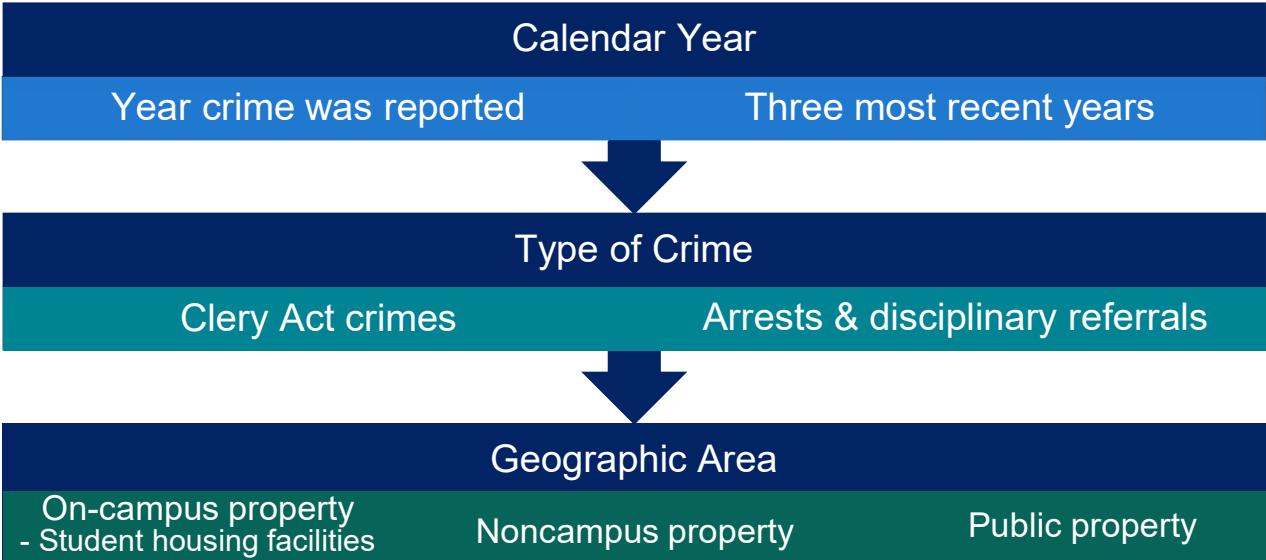 Calendar Year
Year crime was reported
Three most recent years
Type of Crime
Clery Act crimes
Arrests & disciplinary referrals
Geographic Area
On-campus property
- Student housing facilities
Noncampus property
Public property